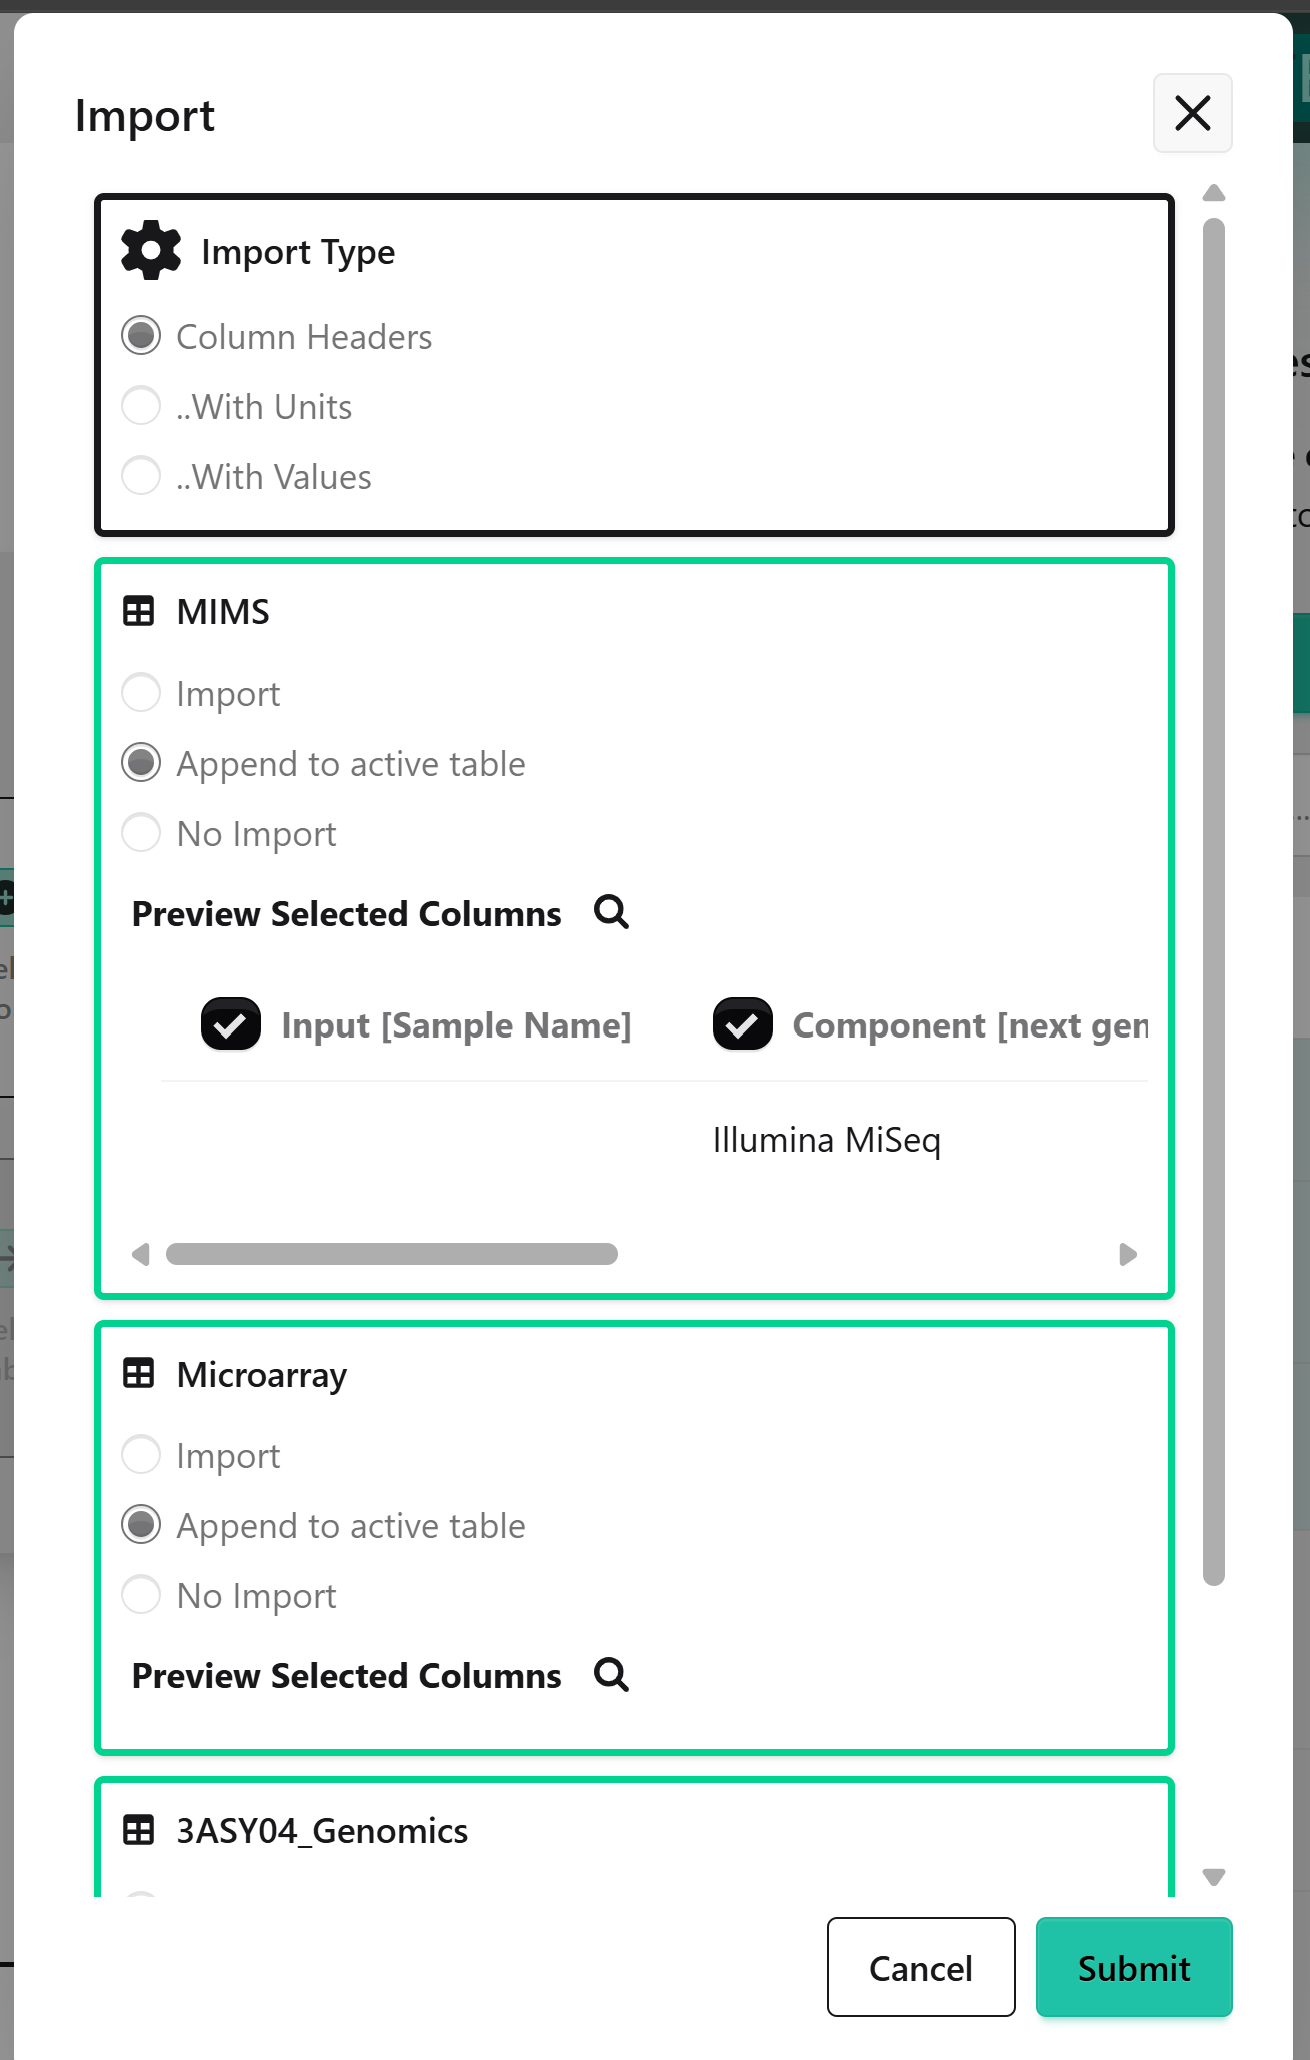 Import
Import Type
Column Headers
..With Units
..With Values
MIMS
Import
Append to active table
No Import
Preview Selected Columns
Input [Sample Name] Component [next gen
Illumina MiSeq
Microarray
Import
Append to active table
No Import
Preview Selected Columns
3ASY04_Genomics
Cancel Submit